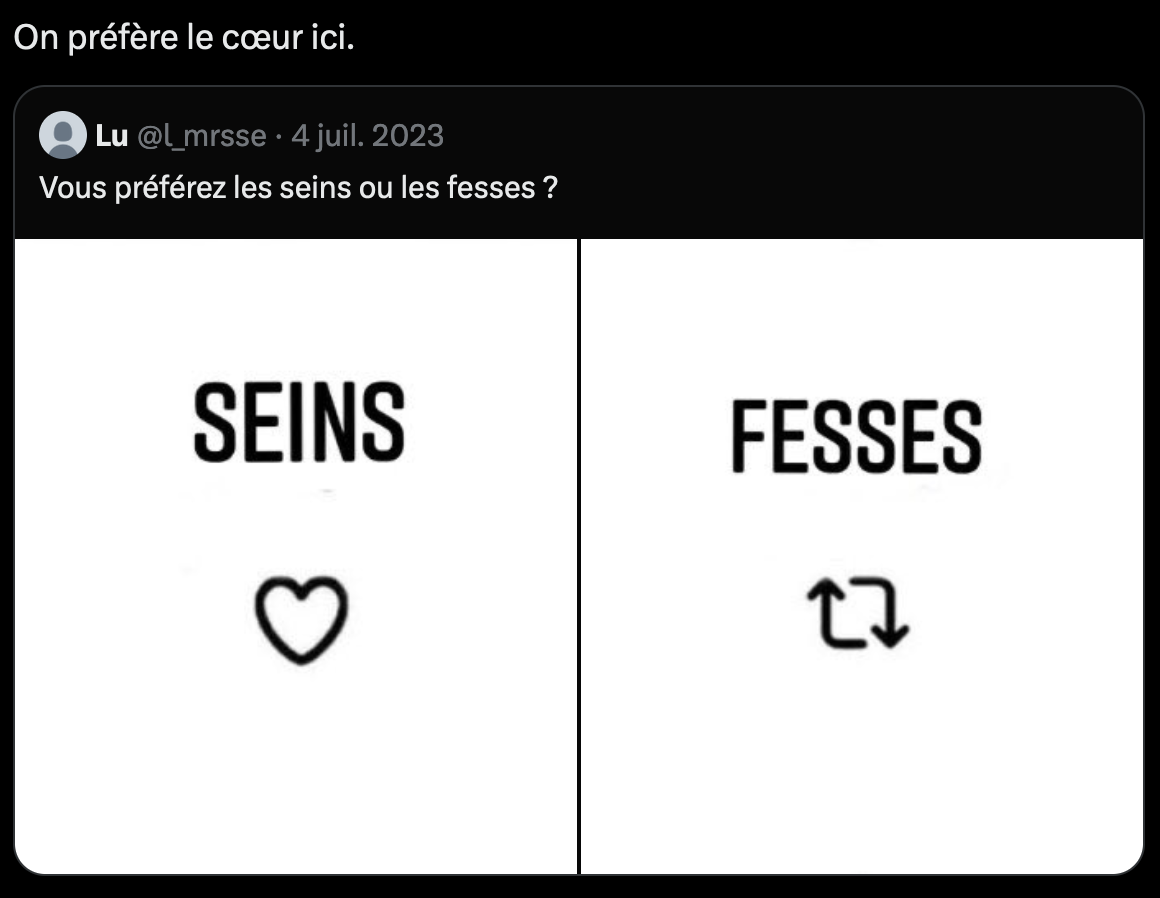 On préfère le cœur ici.
Lu @l_mrsse · 4 juil. 2023
Vous préférez les seins ou les fesses ?
SEINS
FESSES